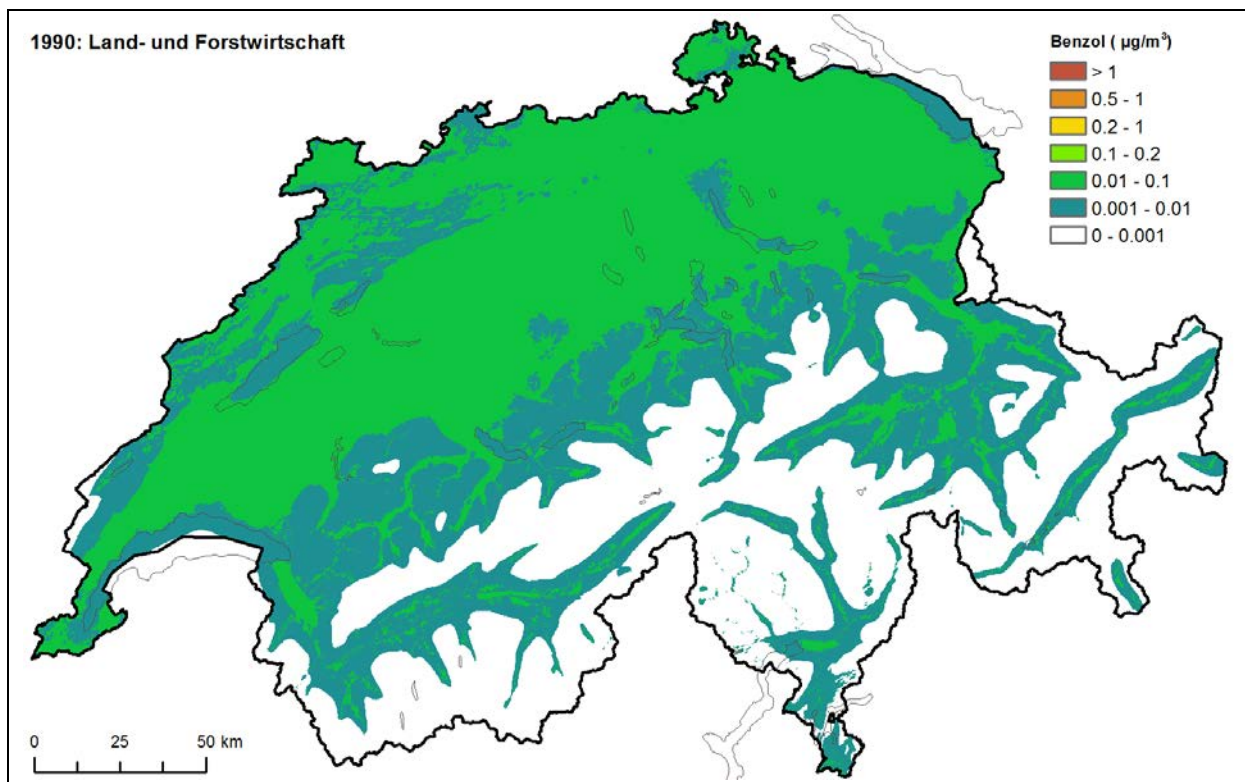 1990: Land- und Forstwirtschaft
Benzol ( µg/m³)
> 1
0.5 - 1
0.2 - 1
0.1 - 0.2
0.01 - 0.1
0.001 - 0.01
0 - 0.001
0 25 50 km